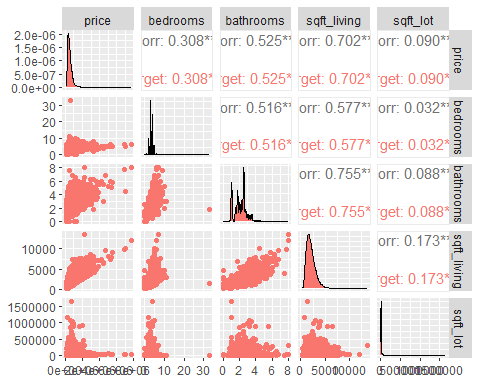 price bedrooms bathrooms sqft_living sqft_lot
2.0e-06
1.5e-06
1.0e-06
5.0e-07
0.0e+00
orr: 0.308** orr: 0.525** orr: 0.702** orr: 0.090**
rget: 0.308* rget: 0.525* rget: 0.702* rget: 0.090*
price
30
20
10
0
orr: 0.516** orr: 0.577** orr: 0.032**
rget: 0.516* rget: 0.577* rget: 0.032*
bedrooms
8
6
4
2
0
orr: 0.755** orr: 0.088**
rget: 0.755* rget: 0.088*
bathrooms
10000
5000
0
orr: 0.173**
rget: 0.173*
sqft_living
1500000
1000000
500000
0
sqft_lot
0 10 20 30 0 2 4 6 8 0 5000 10000